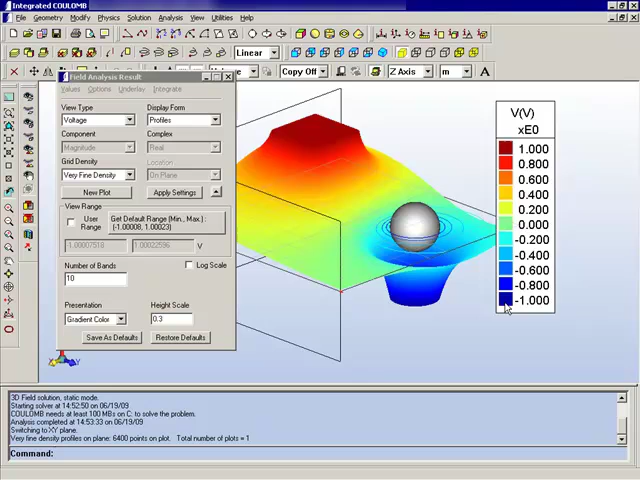 Integrated COULOMB
File Geometry Modify Physics Solution Analysis View Utilities Help
Linear
Volume Copy Off Z Axis m A
Field Analysis Result
Values Options Underlay Integrate
View Type Display Form
Voltage Profiles
Component Complex
Magnitude Real
Grid Density Location
Very Fine Density On Plane
New Plot Apply Settings
View Range
User Range
Get Default Range (Min., Max.) :
(-1.00008, 1.00023)
1.00007518 1.00022596 V
Number of Bands Log Scale
10
Presentation Height Scale
Gradient Color 0.3
Save As Defaults Restore Defaults
V(V)
xE0
1.000
0.800
0.600
0.400
0.200
0.000
-0.200
-0.400
-0.600
-0.800
-1.000
X Y
3D Field solution, static mode.
Starting solver at 14:52:50 on 06/19/09
COULOMB needs at least 100 MBs on C: to solve the problem.
Analysis completed at 14:53:33 on 06/19/09
Switching to XY plane.
Very fine density profiles on plane: 6400 points on plot. Total number of plots = 1
Command: